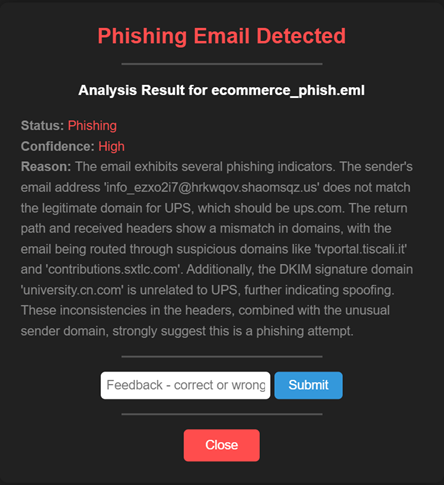 Phishing Email Detected
Analysis Result for ecommerce_phish.eml
Status: Phishing
Confidence: High
Reason: The email exhibits several phishing indicators. The sender's
email address 'info_ezxo2i7@hrkwqov.shaomsqz.us' does not match
the legitimate domain for UPS, which should be ups.com. The return
path and received headers show a mismatch in domains, with the
email being routed through suspicious domains like 'tvportal.tiscali.it'
and 'contributions.sxtlc.com'. Additionally, the DKIM signature domain
'university.cn.com' is unrelated to UPS, further indicating spoofing.
These inconsistencies in the headers, combined with the unusual
sender domain, strongly suggest this is a phishing attempt.
Feedback - correct or wrong
Submit
Close